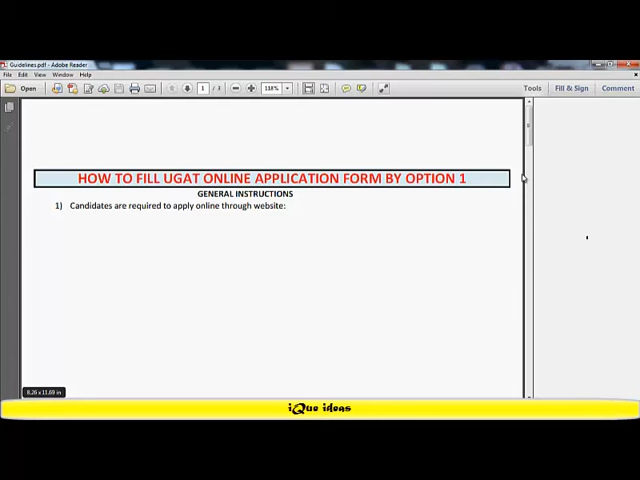 Guidelines.pdf - Adobe Reader
File Edit View Window Help
Open 1 / 118% Tools Fill & Sign Comment
HOW TO FILL UGAT ONLINE APPLICATION FORM BY OPTION 1
GENERAL INSTRUCTIONS
1) Candidates are required to apply online through website:
8.26 x 11.69 in
iQue ideas